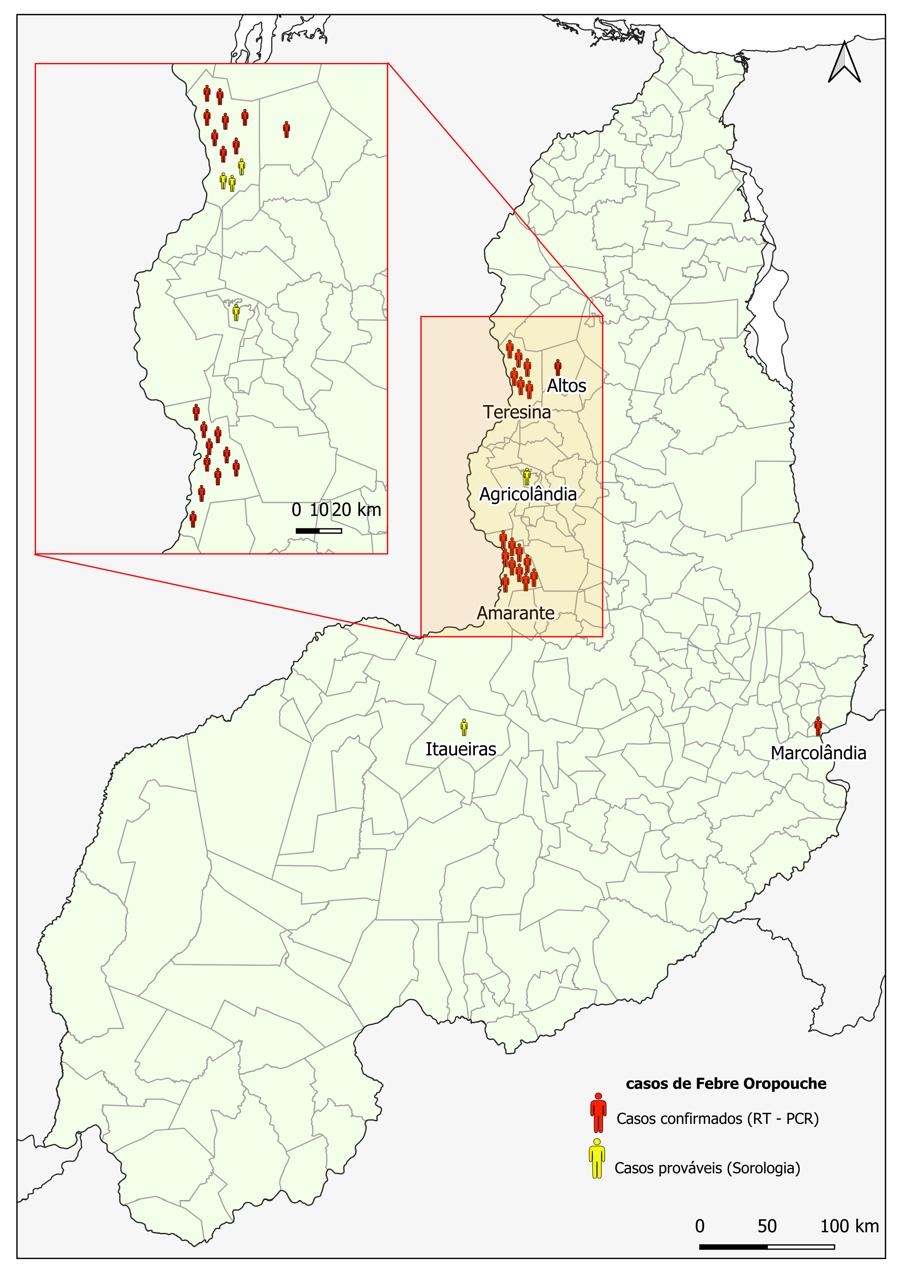 0 10 20 km
Altos
Teresina
Agricolândia
Amarante
Itaueiras
Marcolândia
casos de Febre Oropouche
Casos confirmados (RT - PCR)
Casos prováveis (Sorologia)
0 50 100 km